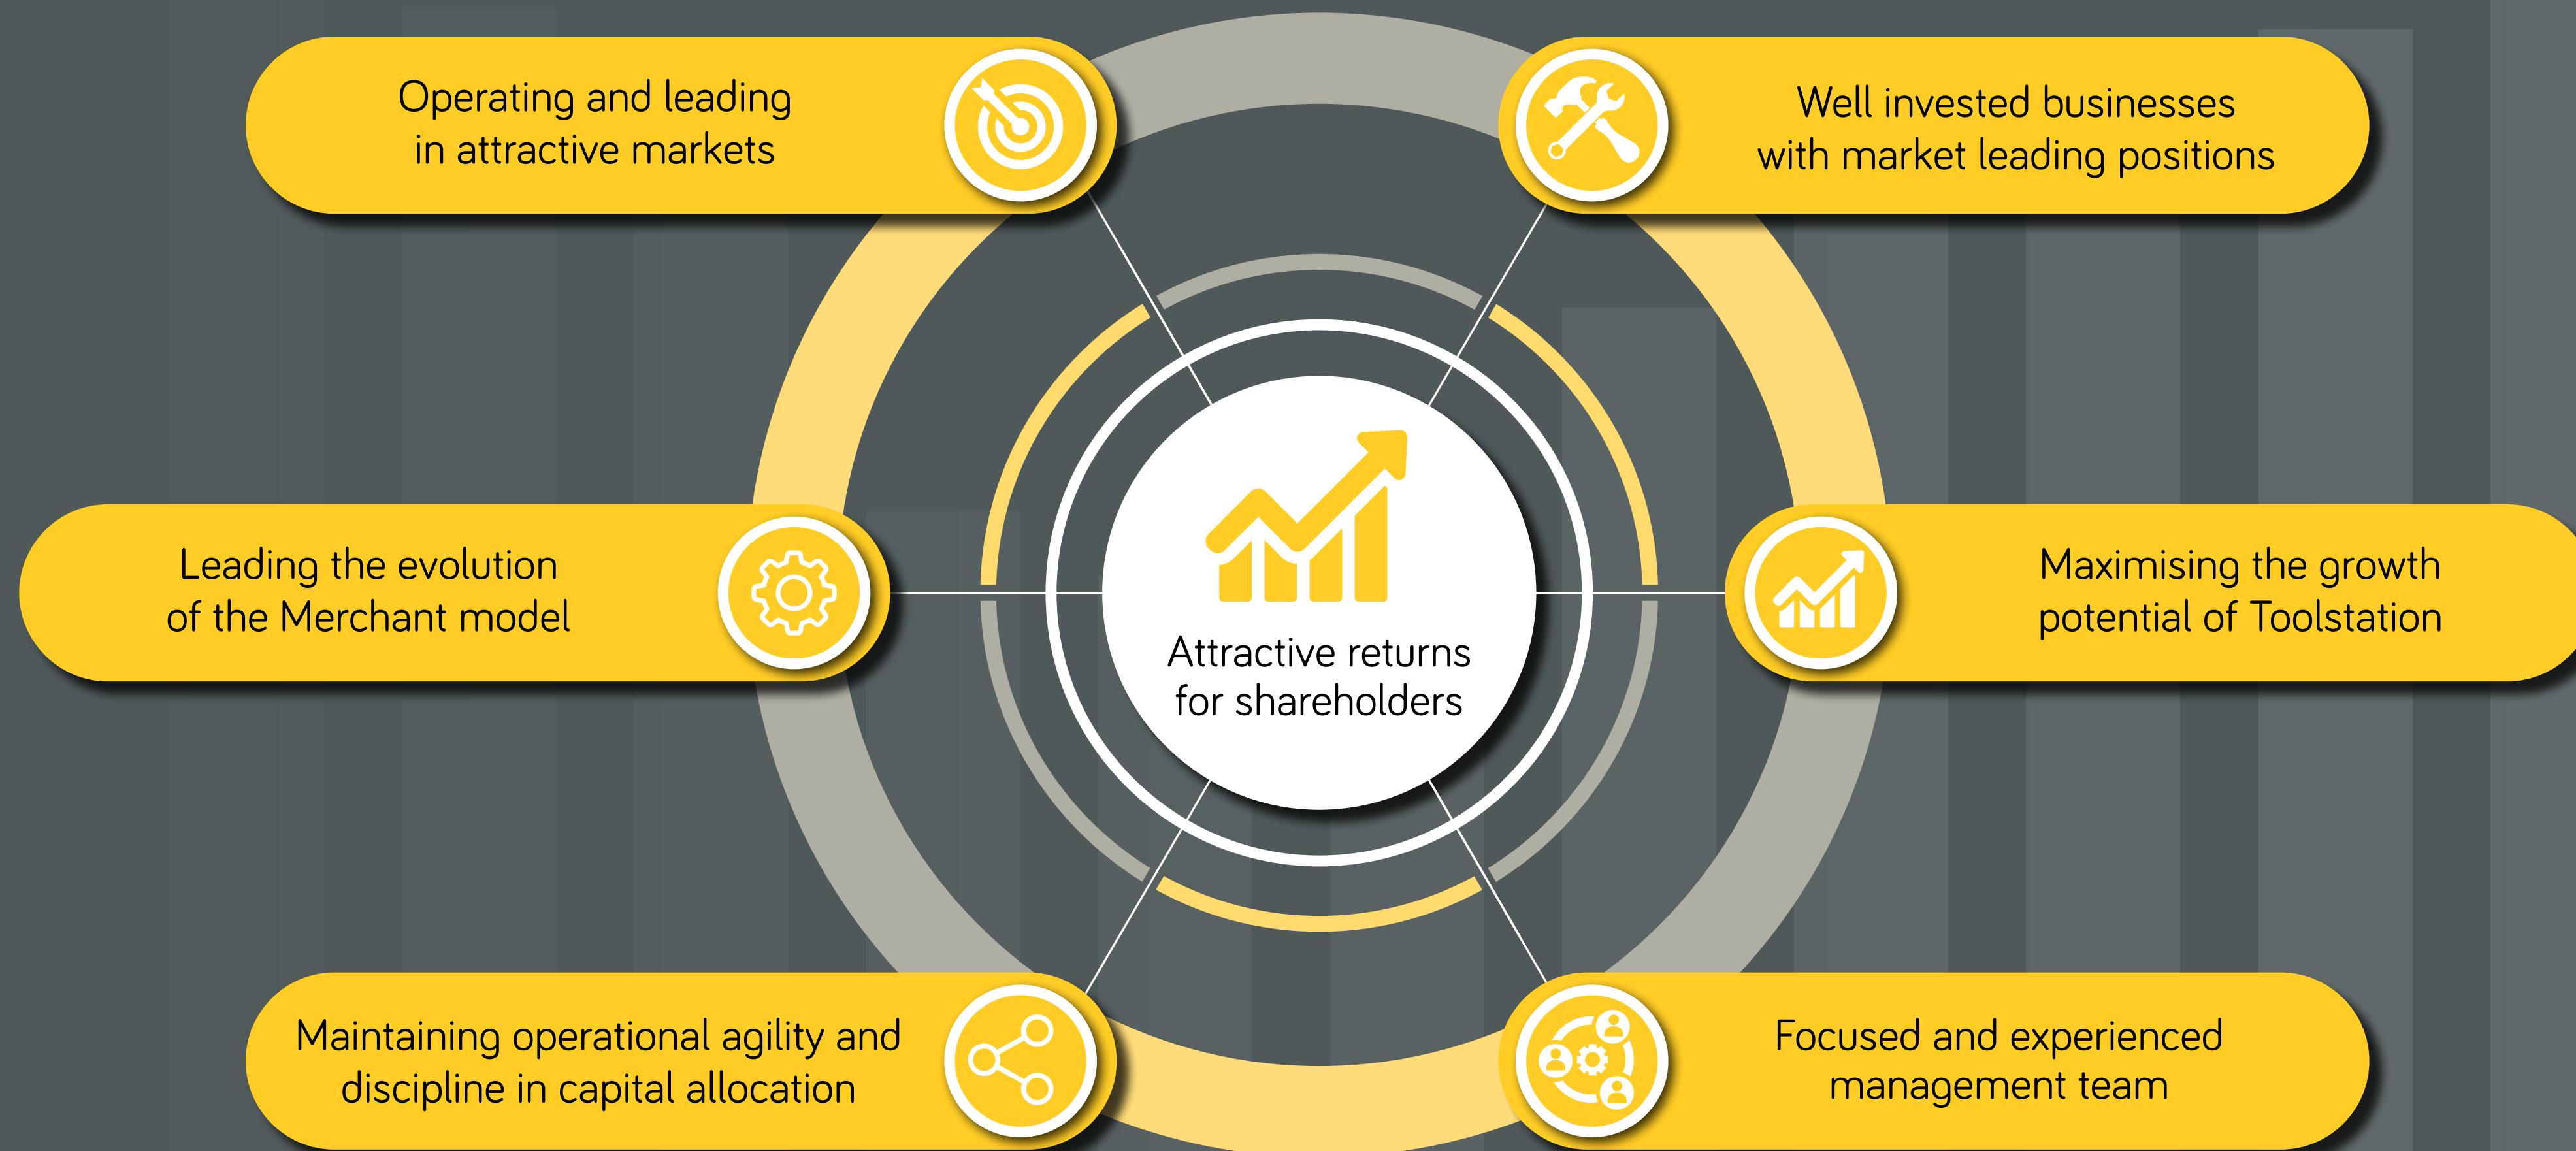 Operating and leading
in attractive markets
Well invested businesses
with market leading positions
Leading the evolution
of the Merchant model
Attractive returns
for shareholders
Maximising the growth
potential of Toolstation
Maintaining operational agility and
discipline in capital allocation
Focused and experienced
management team